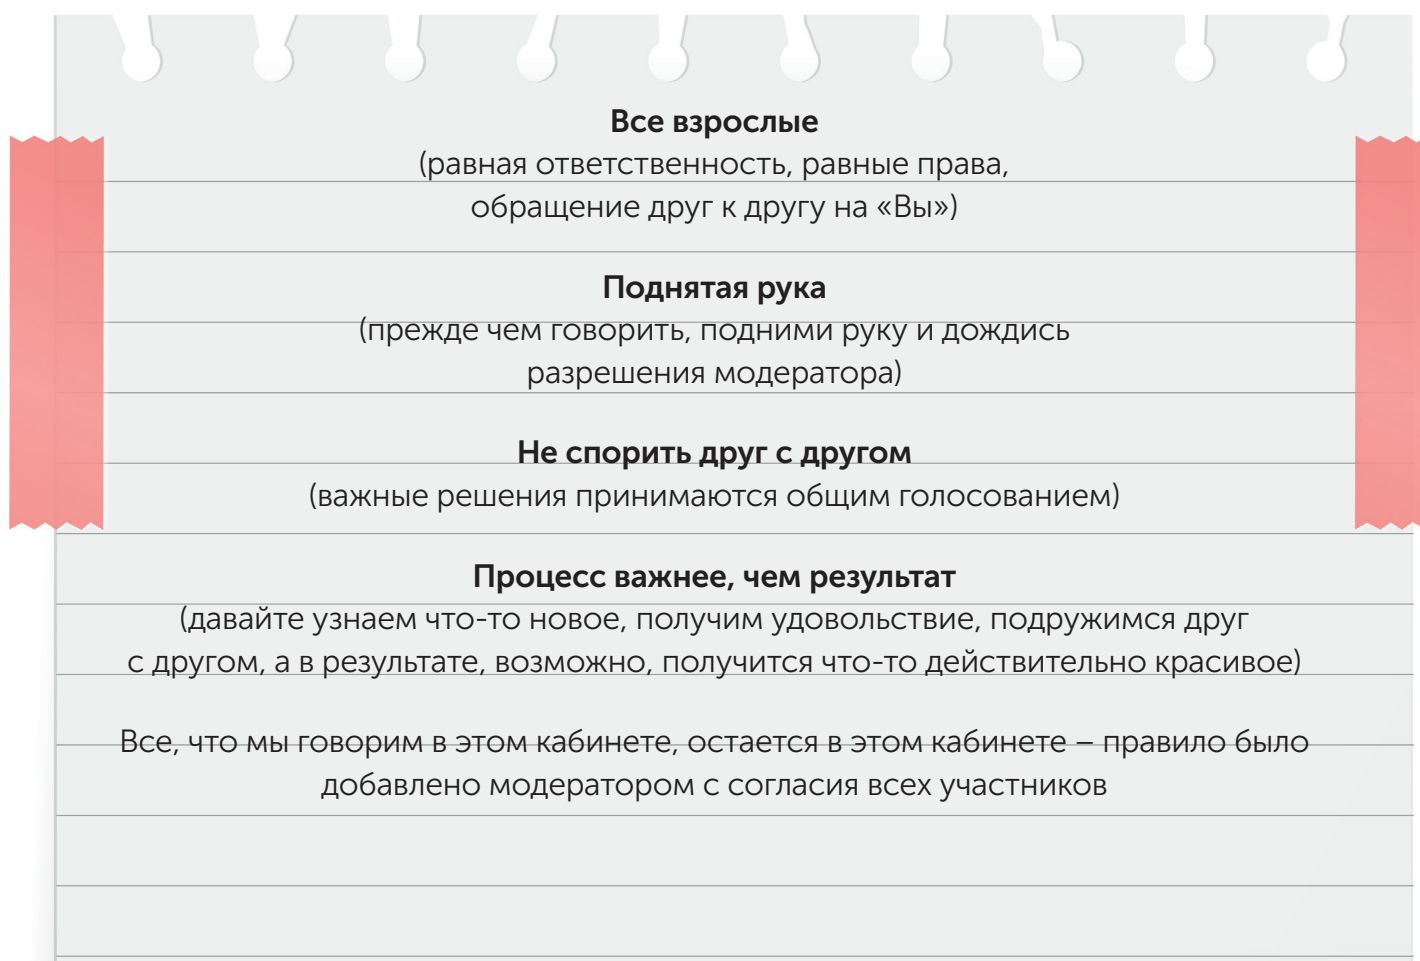 Все взрослые
(равная ответственность, равные права,
обращение друг к другу на «Вы»)
Поднятая рука
(прежде чем говорить, подними руку и дождись
разрешения модератора)
Не спорить друг с другом
(важные решения принимаются общим голосованием)
Процесс важнее, чем результат
(давайте узнаем что-то новое, получим удовольствие, подружимся друг
с другом, а в результате, возможно, получится что-то действительно красивое)
Все, что мы говорим в этом кабинете, остается в этом кабинете – правило было
добавлено модератором с согласия всех участников